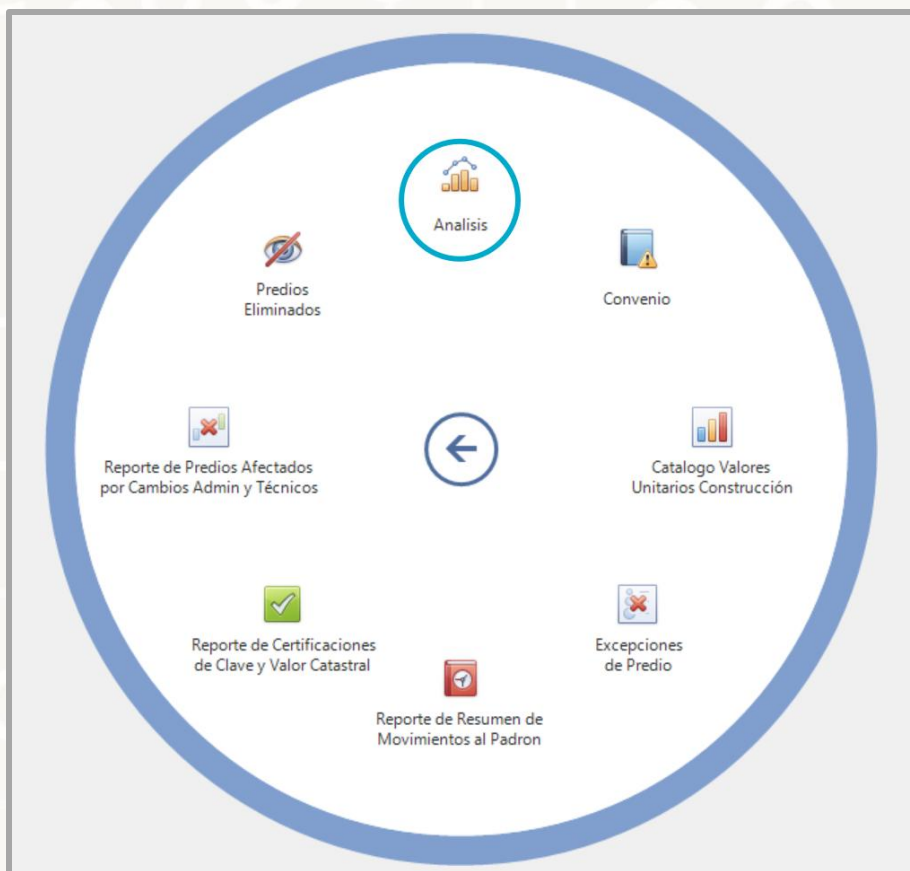 Analisis
Convenio
Predios
Eliminados
Reporte de Predios Afectados
por Cambios Admin y Técnicos
Catalogo Valores
Unitarios Construcción
Reporte de Certificaciones
de Clave y Valor Catastral
Excepciones
de Predio
Reporte de Resumen de
Movimientos al Padron